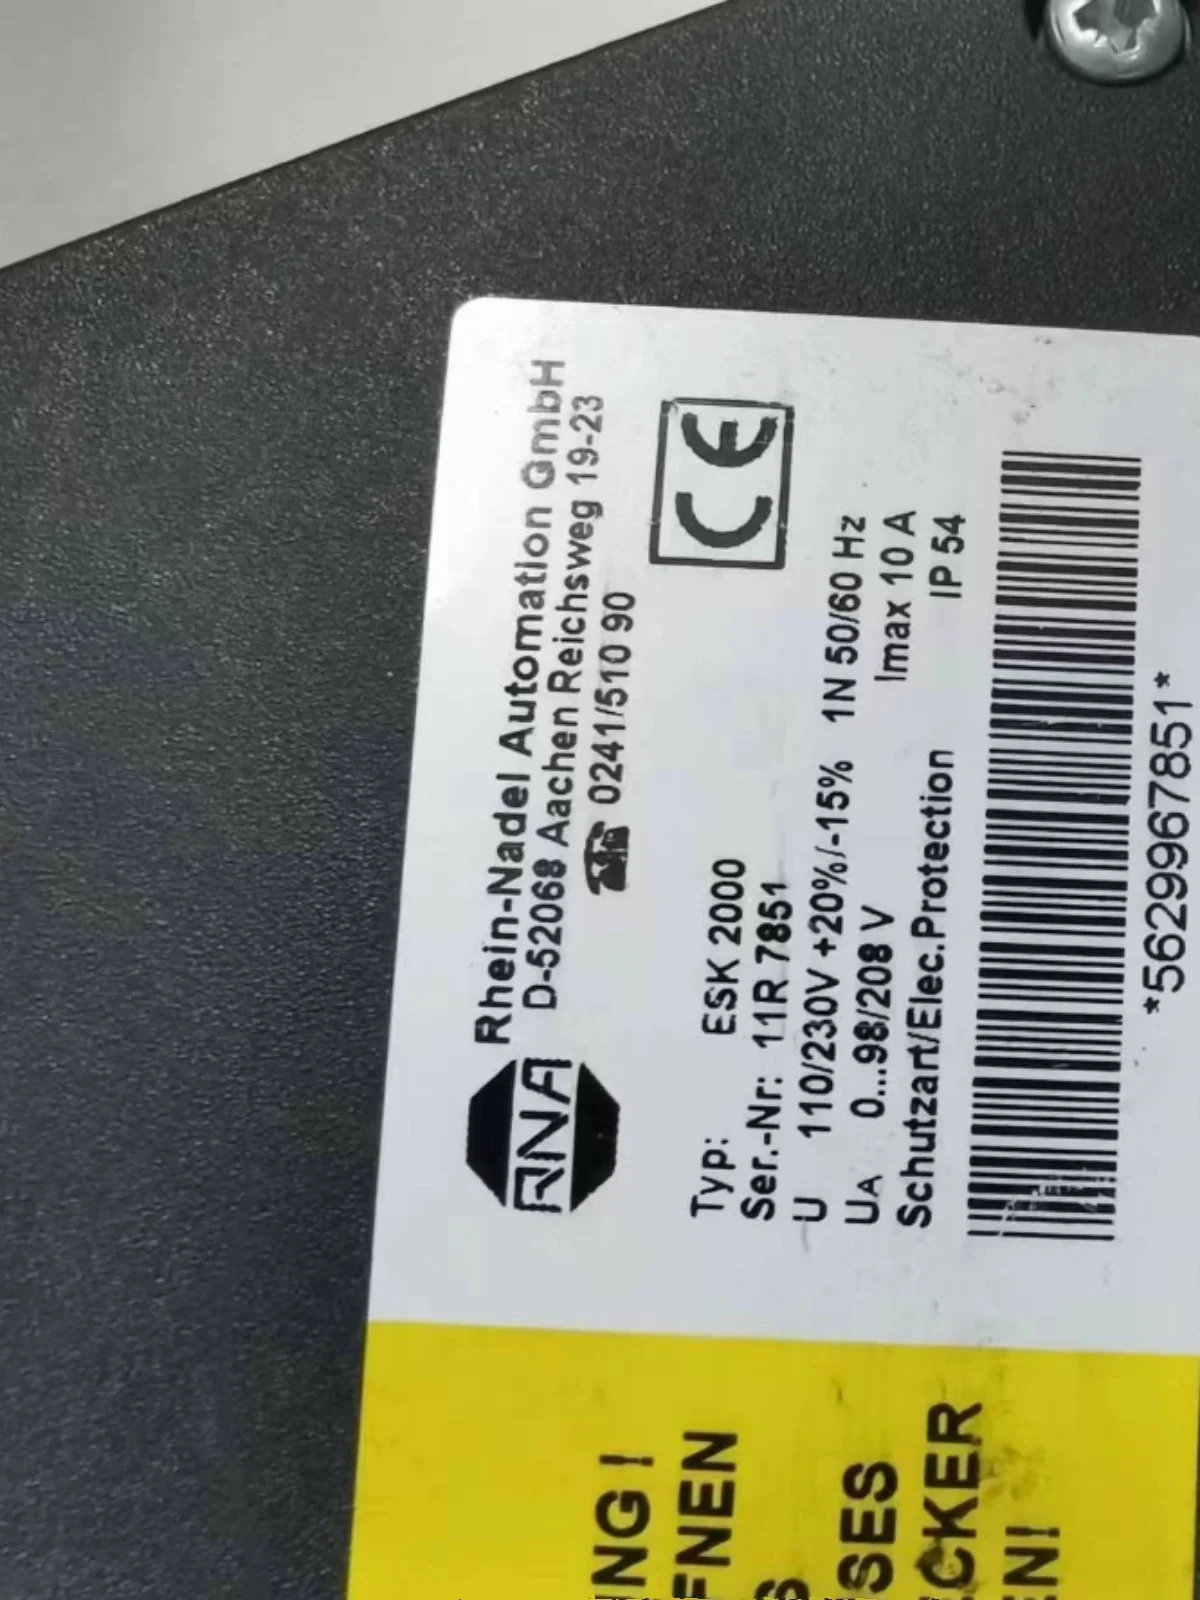 RNA
Rhein-Nadel Automation GmbH
D-52068 Aachen Reichsweg 19-23
☎ 0241/510 90
CE
Typ: ESK 2000
Ser.-Nr: 11R 7851
U 110/230V +20%/-15% 1N 50/60 Hz
UA 0...98/208 V Imax 10 A
Schutzart/Elec.Protection IP 54
*5629967851*
NG !
FNEN
S
SES
CKER
N!